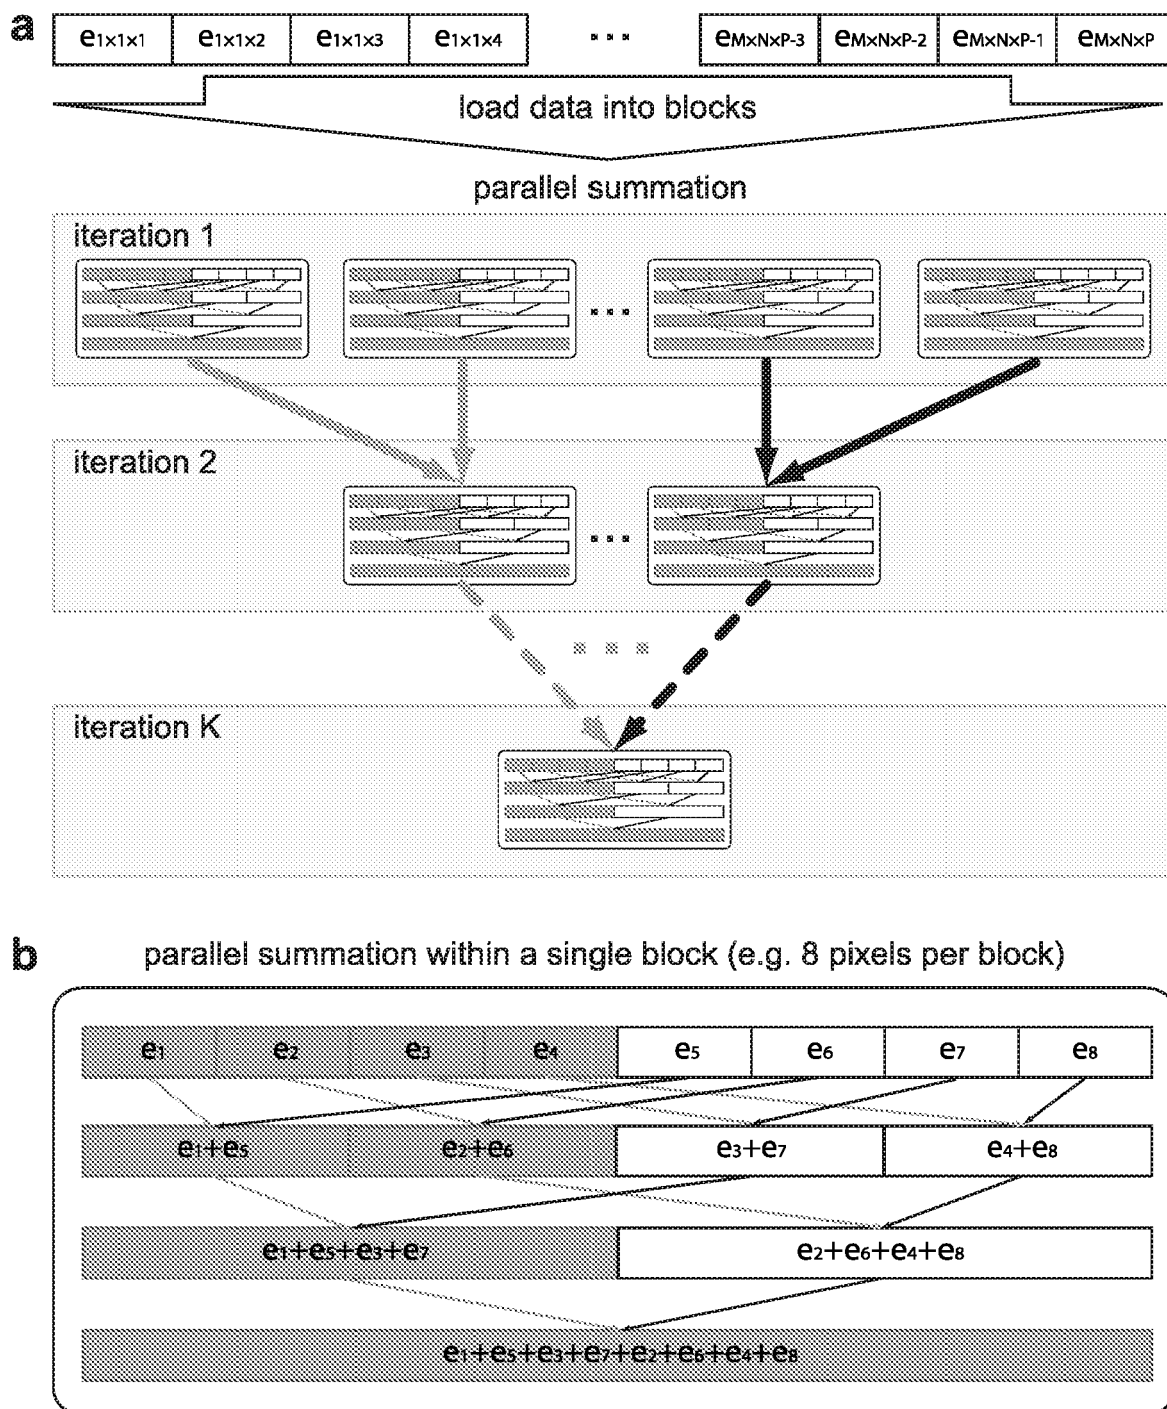 a
e1×1×1 e1×1×2 e1×1×3 e1×1×4 ... eM×N×P-3 eM×N×P-2 eM×N×P-1 eM×N×P
load data into blocks
parallel summation
iteration 1
...
iteration 2
...
...
iteration K
b parallel summation within a single block (e.g. 8 pixels per block)
e1 e2 e3 e4 e5 e6 e7 e8
e1+e5 e2+e6 e3+e7 e4+e8
e1+e5+e3+e7 e2+e6+e4+e8
e1+e5+e3+e7+e2+e6+e4+e8